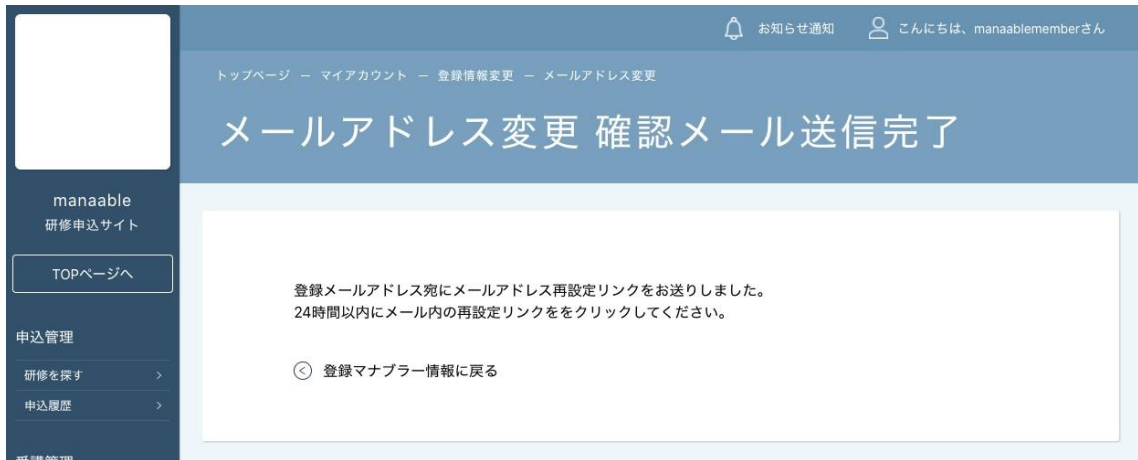 お知らせ通知
こんにちは、manaablememberさん
トップページ － マイアカウント － 登録情報変更 － メールアドレス変更
メールアドレス変更 確認メール送信完了
manaable
研修申込サイト
TOPページへ
申込管理
研修を探す
申込履歴
受講管理
登録メールアドレス宛にメールアドレス再設定リンクをお送りしました。
24時間以内にメール内の再設定リンクををクリックしてください。
登録マナブラー情報に戻る